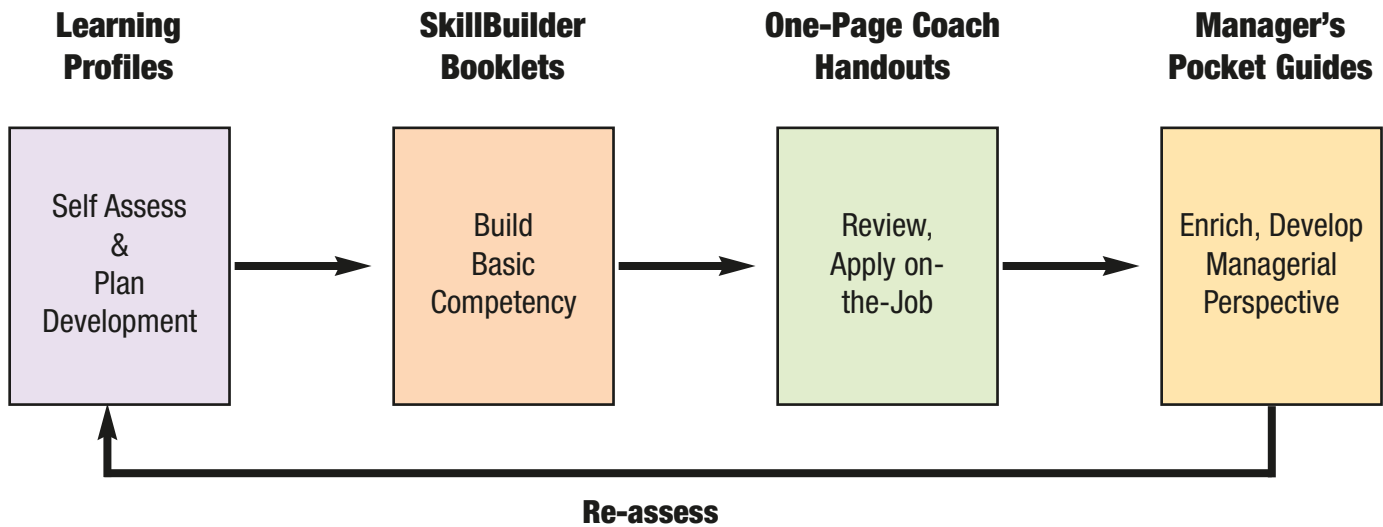 Learning
Profiles
SkillBuilder
Booklets
One-Page Coach
Handouts
Manager’s
Pocket Guides
Self Assess
&
Plan
Development
Build
Basic
Competency
Review,
Apply on-
the-Job
Enrich, Develop
Managerial
Perspective
Re-assess